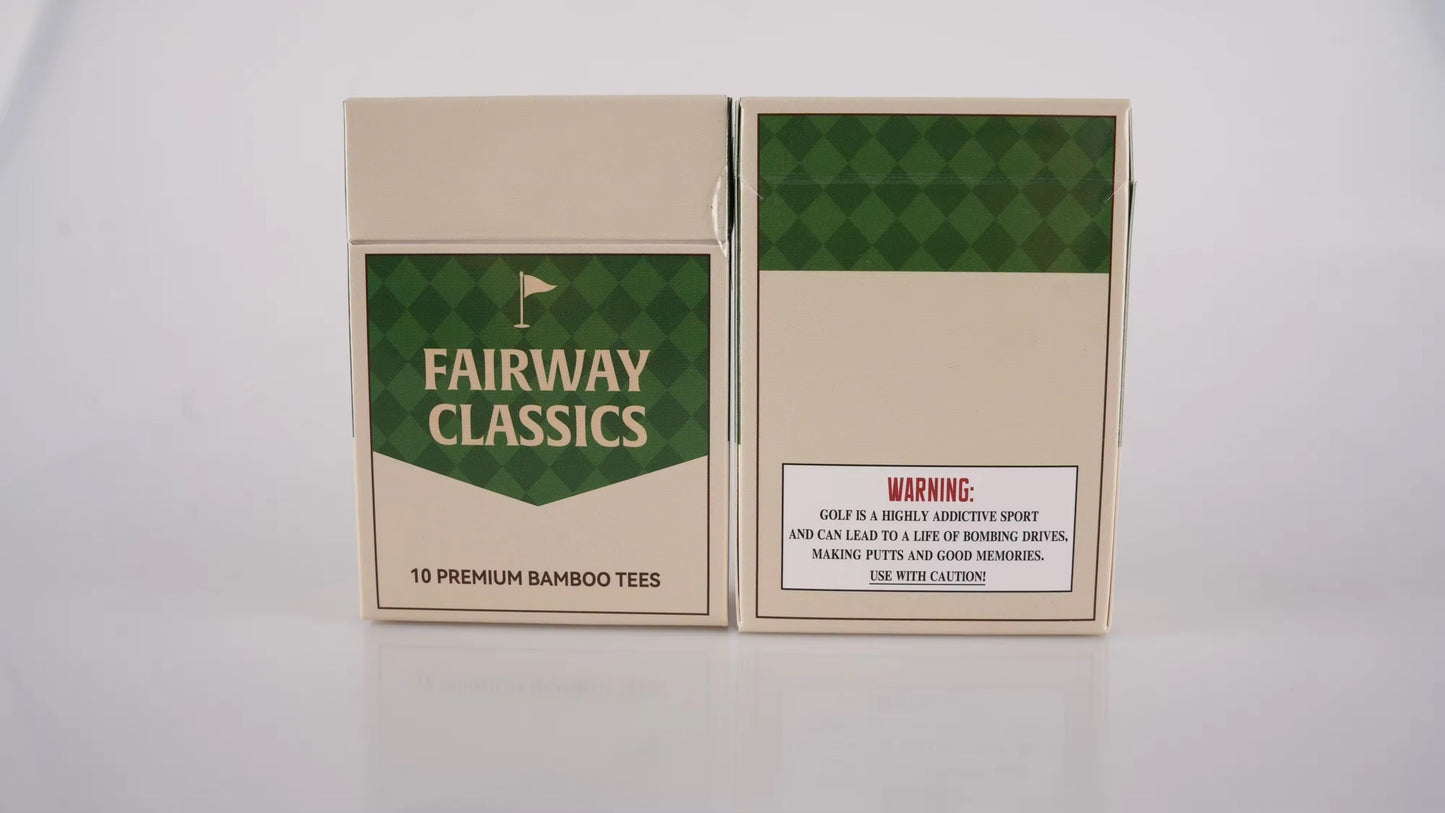 FAIRWAY
CLASSICS
10 PREMIUM BAMBOO TEES
WARNING:
GOLF IS A HIGHLY ADDICTIVE SPORT
AND CAN LEAD TO A LIFE OF BOMBING DRIVES,
MAKING PUTTS AND GOOD MEMORIES.
USE WITH CAUTION!